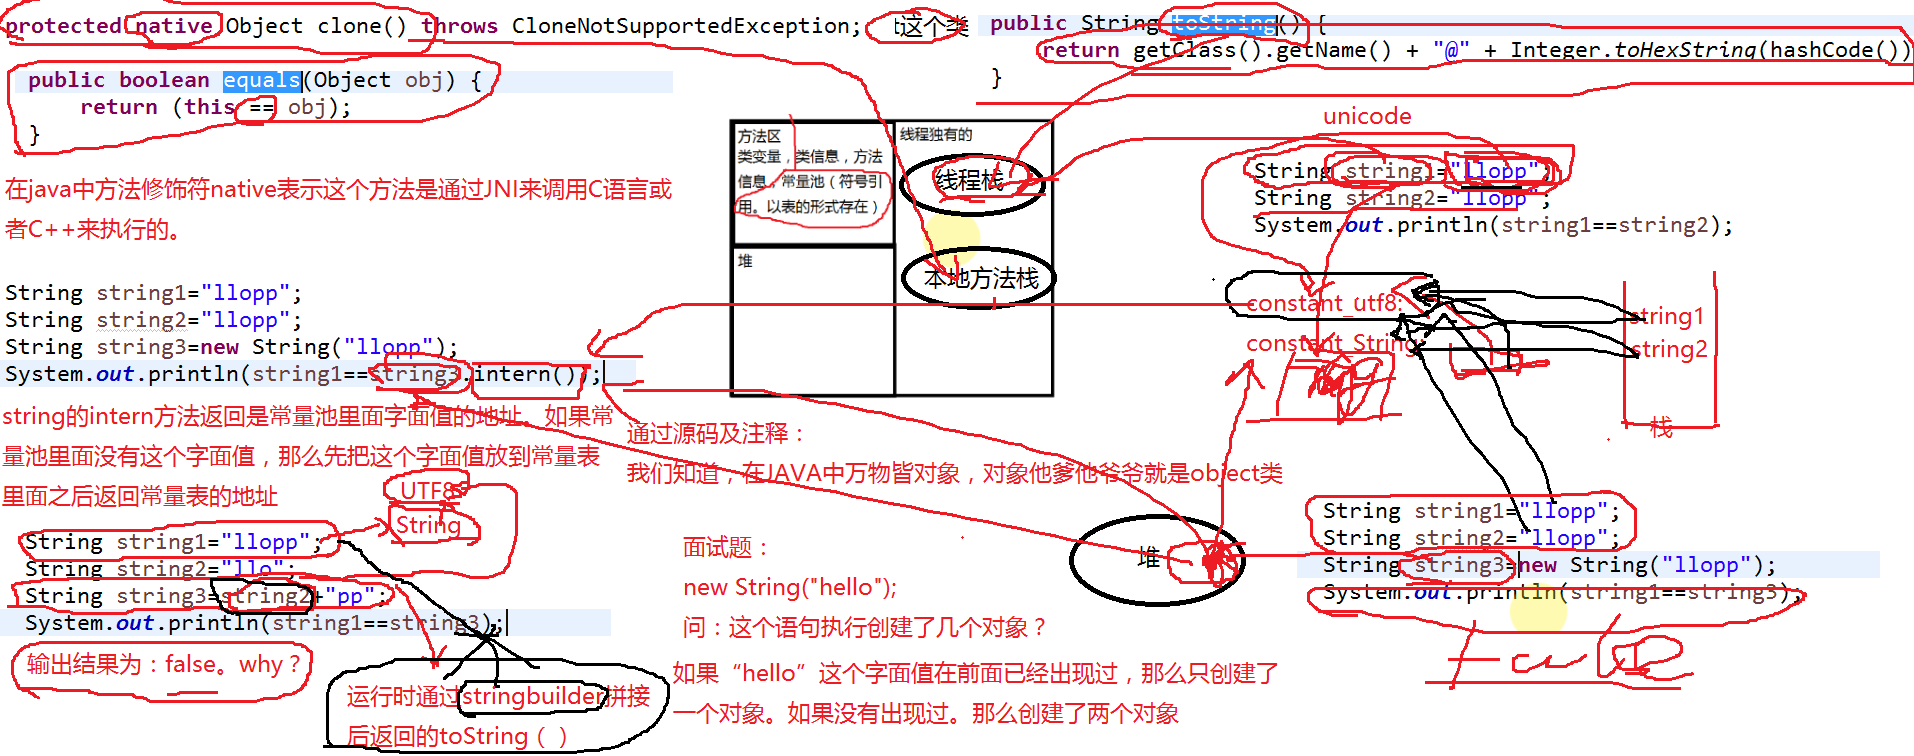 protected native Object clone() throws CloneNotSupportedException;
这个类
public String toString() {
return getClass().getName() + "@" + Integer.toHexString(hashCode())
}
public boolean equals(Object obj) {
return (this == obj);
}
在java中方法修饰符native表示这个方法是通过JNI来调用C语言或
者C++来执行的。
方法区
类变量，类信息，方法
信息，常量池（符号引
用。以表的形式存在）
线程独有的
线程栈
本地方法栈
堆
unicode
String string1="llopp";
String string2="llopp";
System.out.println(string1==string2);
constant_utf8:
constant_String:
string1
string2
栈
String string1="llopp";
String string2="llopp";
String string3=new String("llopp");
System.out.println(string1==string3.intern());
string的intern方法返回是常量池里面字面值的地址。如果常
量池里面没有这个字面值，那么先把这个字面值放到常量表
里面之后返回常量表的地址
UTF8
String
String string1="llopp";
String string2="llo";
String string3=string2+"pp";
System.out.println(string1==string3);
输出结果为：false。why？
运行时通过stringbuilder拼接
后返回的toString（）
通过源码及注释：
我们知道，在JAVA中万物皆对象，对象他爹他爷爷就是object类
面试题：
new String("hello");
问：这个语句执行创建了几个对象？
如果“hello”这个字面值在前面已经出现过，那么只创建了
一个对象。如果没有出现过。那么创建了两个对象
堆
String string1="llopp";
String string2="llopp";
String string3=new String("llopp");
System.out.println(string1==string3);